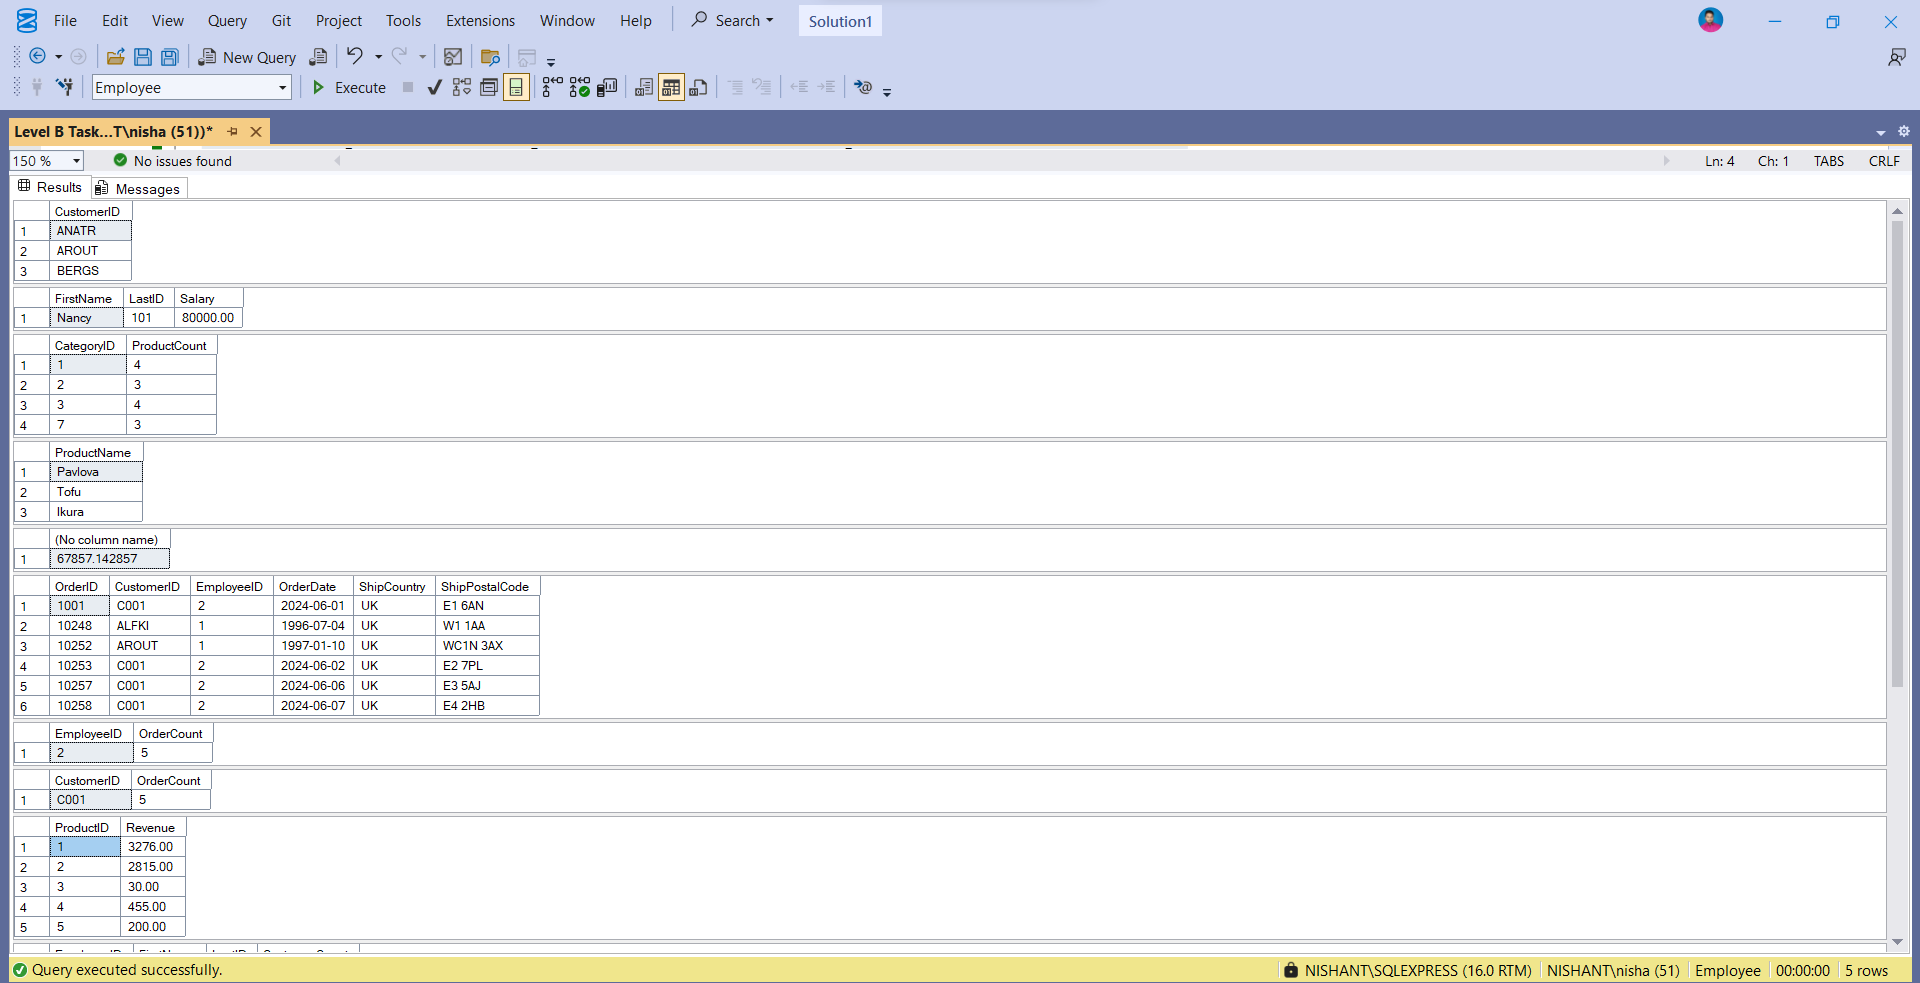 File Edit View Query Git Project Tools Extensions Window Help Search Solution1
New Query
Employee Execute
Level B Task...T\nisha (51))*
150 % No issues found Ln: 4 Ch: 1 TABS CRLF
Results Messages
CustomerID
1 ANATR
2 AROUT
3 BERGS
FirstName LastID Salary
1 Nancy 101 80000.00
CategoryID ProductCount
1 1 4
2 2 3
3 3 4
4 7 3
ProductName
1 Pavlova
2 Tofu
3 Ikura
(No column name)
1 67857.142857
OrderID CustomerID EmployeeID OrderDate ShipCountry ShipPostalCode
1 1001 C001 2 2024-06-01 UK E1 6AN
2 10248 ALFKI 1 1996-07-04 UK W1 1AA
3 10252 AROUT 1 1997-01-10 UK WC1N 3AX
4 10253 C001 2 2024-06-02 UK E2 7PL
5 10257 C001 2 2024-06-06 UK E3 5AJ
6 10258 C001 2 2024-06-07 UK E4 2HB
EmployeeID OrderCount
1 2 5
CustomerID OrderCount
1 C001 5
ProductID Revenue
1 1 3276.00
2 2 2815.00
3 3 30.00
4 4 455.00
5 5 200.00
Query executed successfully. NISHANT\SQLEXPRESS (16.0 RTM) NISHANT\nisha (51) Employee 00:00:00 5 rows